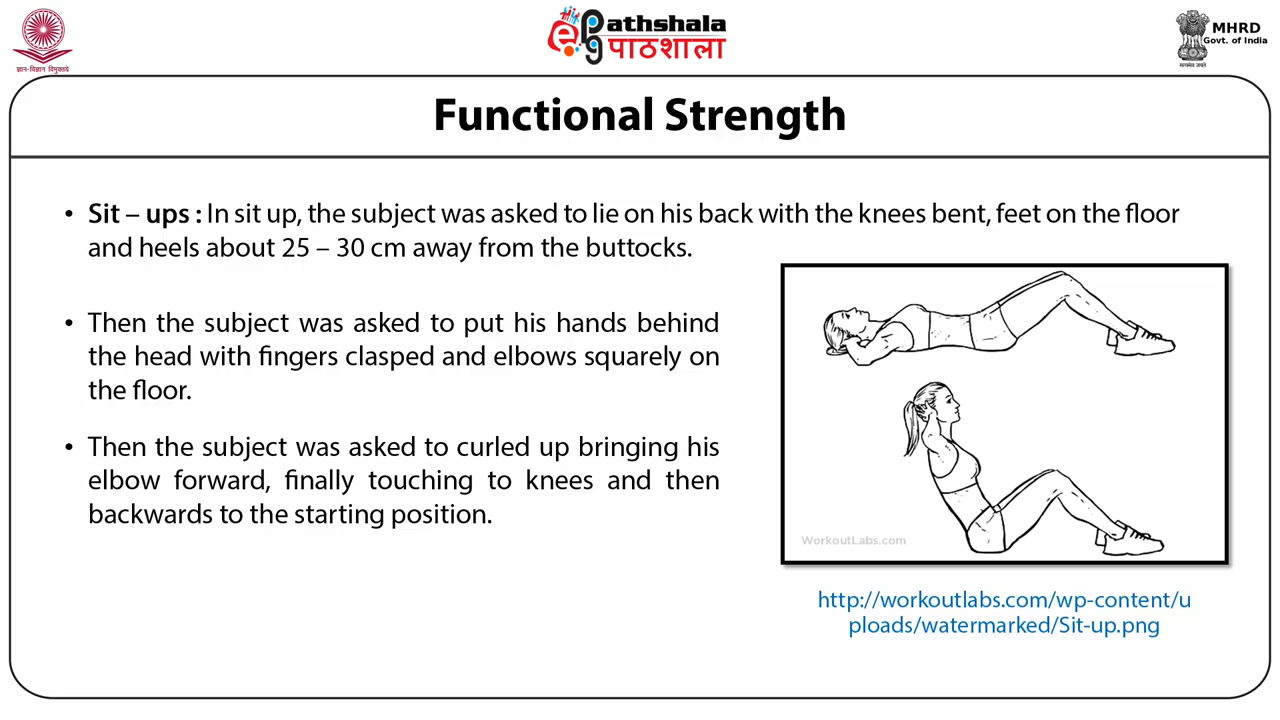 ज्ञान-विज्ञान विमुक्तये
ePathshala
पाठशाला
MHRD
Govt. of India
सत्यमेव जयते
Functional Strength
• Sit – ups : In sit up, the subject was asked to lie on his back with the knees bent, feet on the floor
and heels about 25 – 30 cm away from the buttocks.
• Then the subject was asked to put his hands behind
the head with fingers clasped and elbows squarely on
the floor.
• Then the subject was asked to curled up bringing his
elbow forward, finally touching to knees and then
backwards to the starting position.
WorkoutLabs.com
http://workoutlabs.com/wp-content/u
ploads/watermarked/Sit-up.png